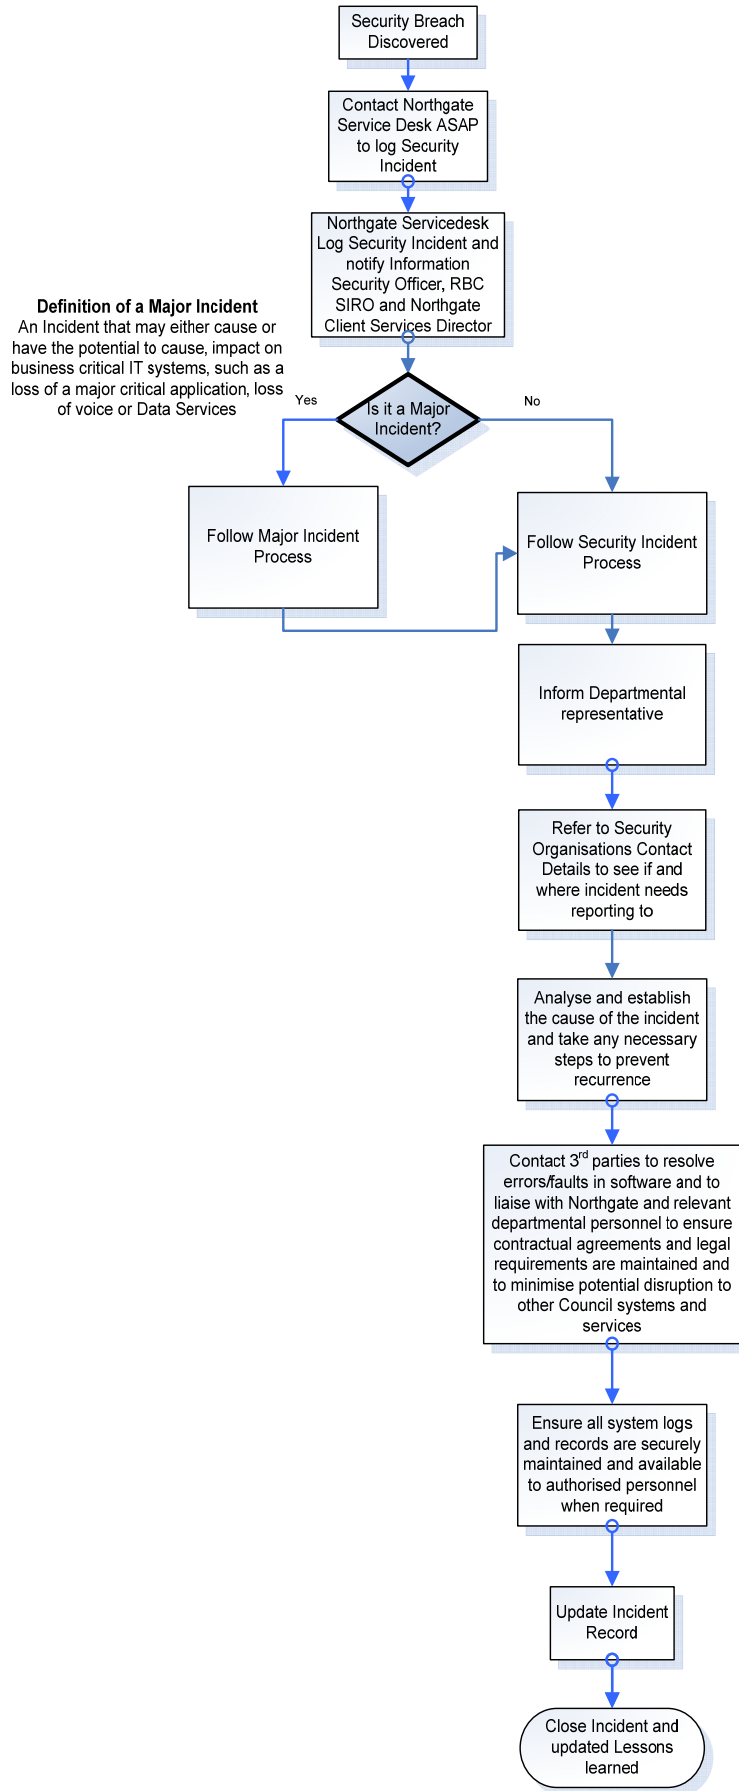 Security Breach
Discovered
Contact Northgate
Service Desk ASAP
to log Security
Incident
Northgate Servicedesk
Log Security Incident and
notify Information
Security Officer, RBC
SIRO and Northgate
Client Services Director
Definition of a Major Incident
An Incident that may either cause or
have the potential to cause, impact on
business critical IT systems, such as a
loss of a major critical application, loss
of voice or Data Services
Yes
Is it a Major
Incident?
No
Follow Major Incident
Process
Follow Security Incident
Process
Inform Departmental
representative
Refer to Security
Organisations Contact
Details to see if and
where incident needs
reporting to
Analyse and establish
the cause of the incident
and take any necessary
steps to prevent
recurrence
Contact 3rd parties to resolve
errors/faults in software and to
liaise with Northgate and relevant
departmental personnel to ensure
contractual agreements and legal
requirements are maintained and
to minimise potential disruption to
other Council systems and
services
Ensure all system logs
and records are securely
maintained and available
to authorised personnel
when required
Update Incident
Record
Close Incident and
updated Lessons
learned